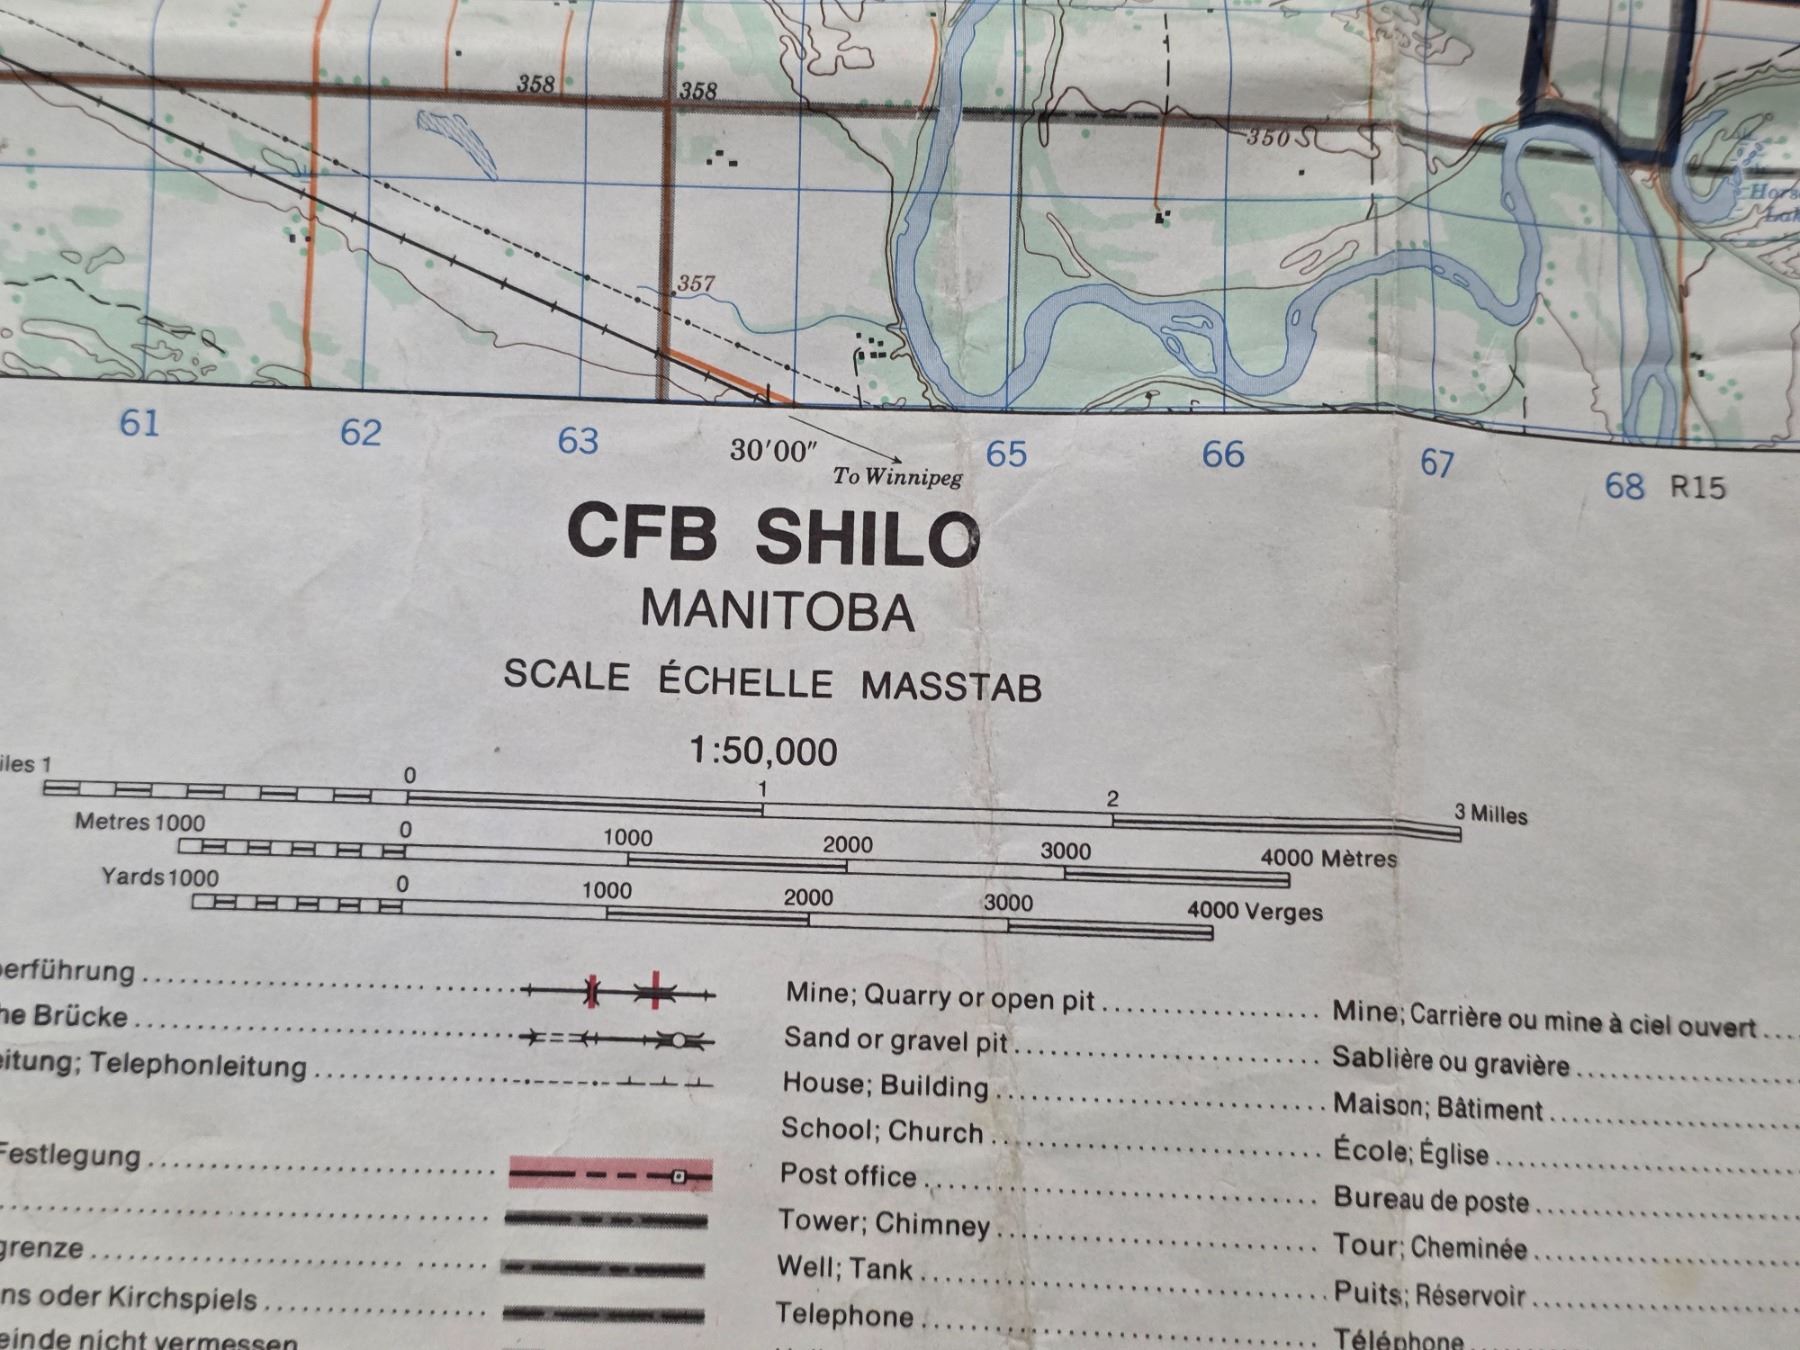 358
358
350
Hors
Lak
357
61 62 63 30'00" 65 66 67 68 R15
To Winnipeg
CFB SHILO
MANITOBA
SCALE ÉCHELLE MASSTAB
1:50,000
iles 1 0 1 2 3 Milles
Metres 1000 0 1000 2000 3000 4000 Mètres
Yards 1000 0 1000 2000 3000 4000 Verges
berführung
he Brücke
eitung; Telephonleitung
Festlegung
grenze
ns oder Kirchspiels
einde nicht vermessen
Mine; Quarry or open pit Mine; Carrière ou mine à ciel ouvert
Sand or gravel pit Sablière ou gravière
House; Building Maison; Bâtiment
School; Church École; Église
Post office Bureau de poste
Tower; Chimney Tour; Cheminée
Well; Tank Puits; Réservoir
Telephone Téléphone